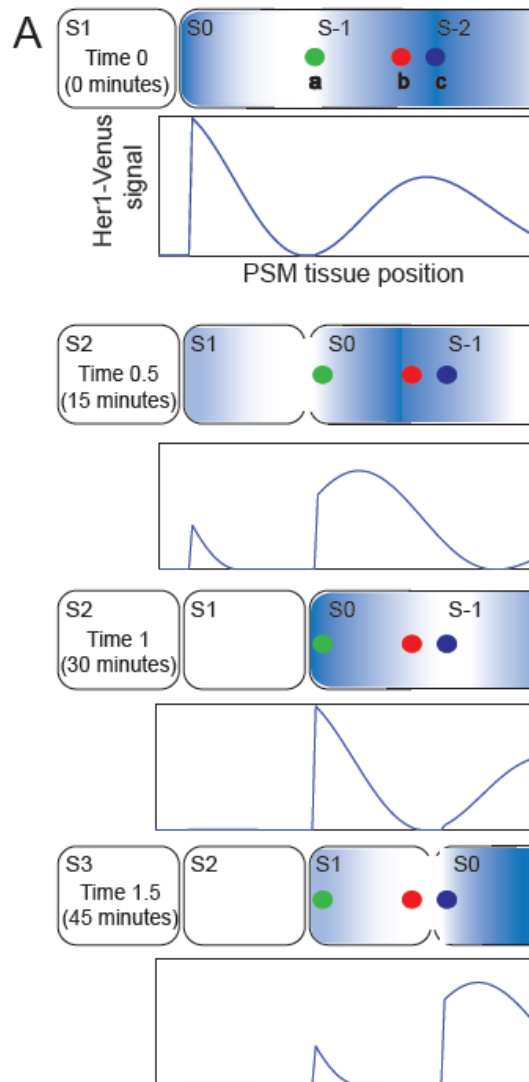 A
S1
S0
S-1
S-2
Time 0
(0 minutes)
a
b
c
Her1-Venus
signal
PSM tissue position
S2
S1
S0
S-1
Time 0.5
(15 minutes)
S2
S1
S0
S-1
Time 1
(30 minutes)
S3
S2
S1
S0
Time 1.5
(45 minutes)